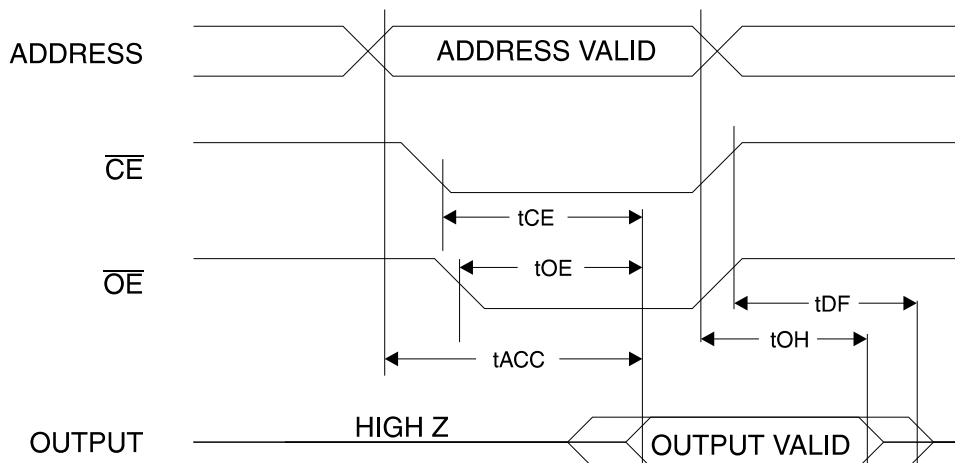 ADDRESS
ADDRESS VALID
CE
tCE
OE
tOE
tDF
tOH
tACC
HIGH Z
OUTPUT
OUTPUT VALID